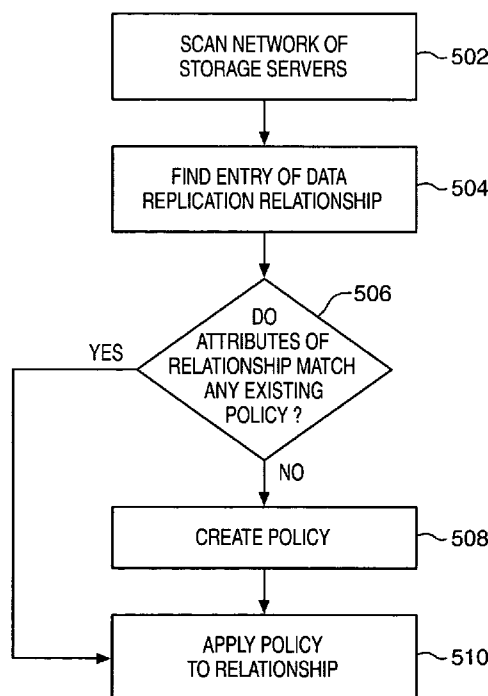 SCAN NETWORK OF
STORAGE SERVERS
502
FIND ENTRY OF DATA
REPLICATION RELATIONSHIP
504
506
DO
ATTRIBUTES OF
RELATIONSHIP MATCH
ANY EXISTING
POLICY ?
YES
NO
CREATE POLICY
508
APPLY POLICY
TO RELATIONSHIP
510